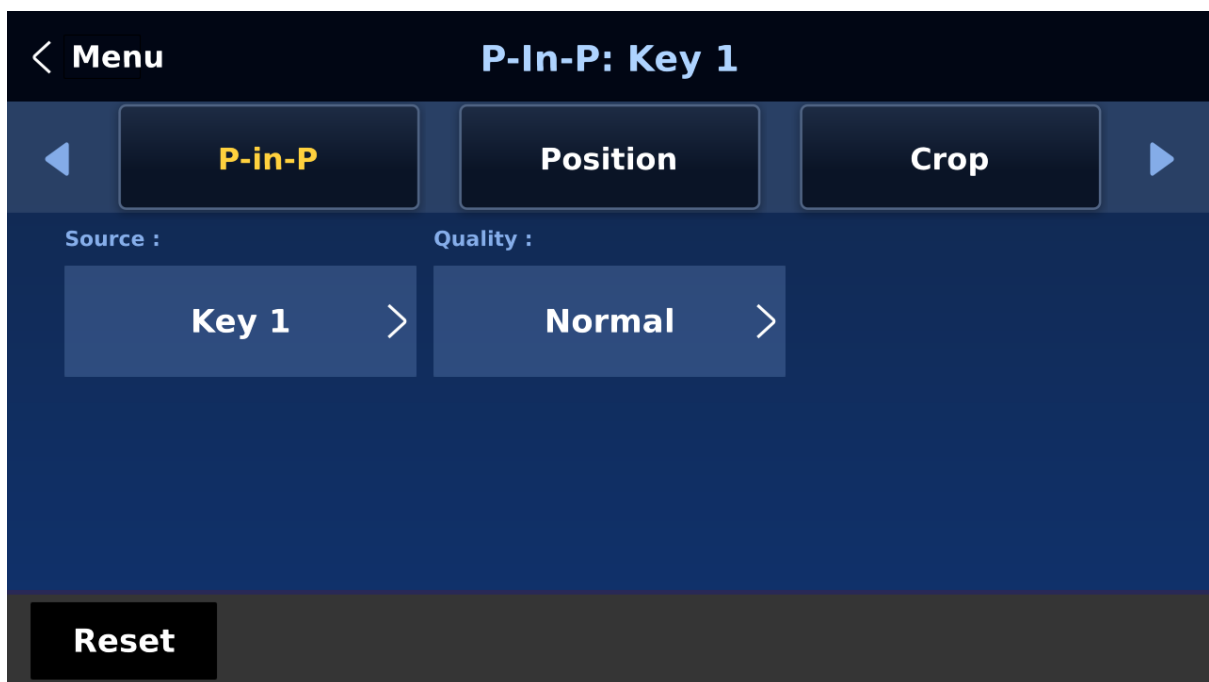 Menu
P-In-P: Key 1
P-in-P
Position
Crop
Source :
Quality :
Key 1
Normal
Reset